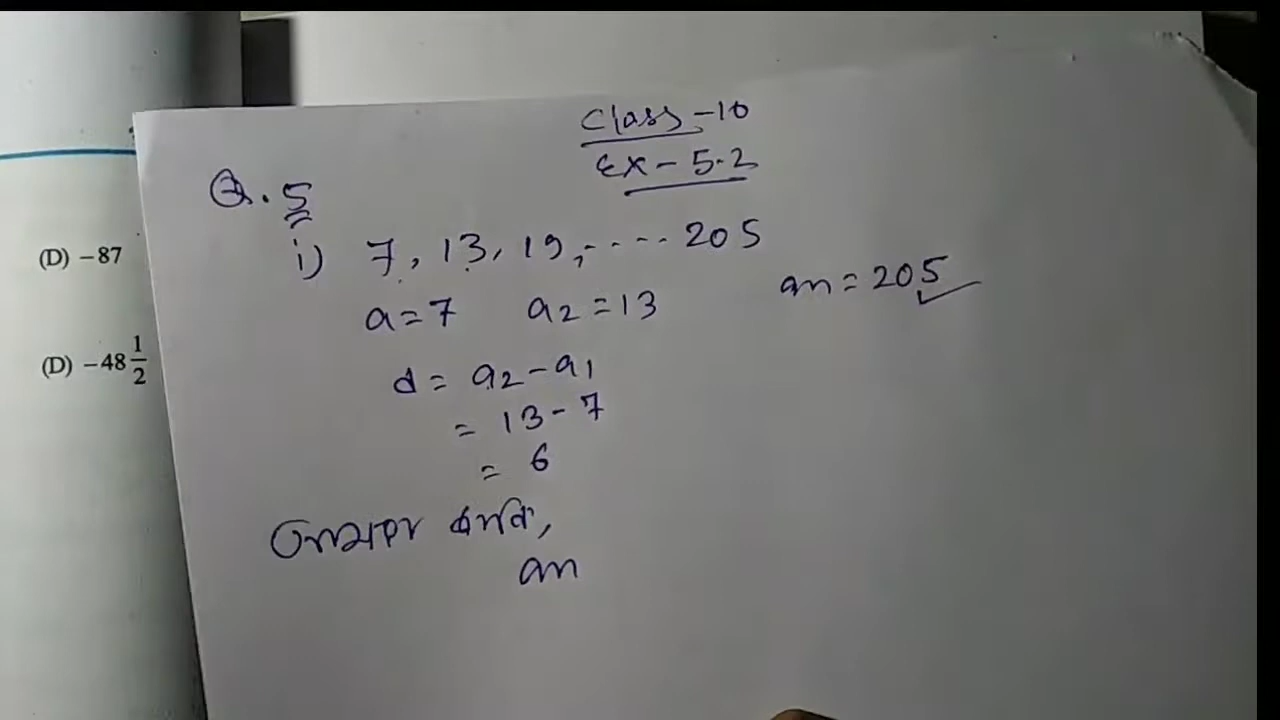 Class-10
Ex-5.2
Q.5
i) 7, 13, 19, .... 205
a=7 a2=13 an=205
d= a2-a1
= 13-7
= 6
an
(D) −87
(D) −48 1/2